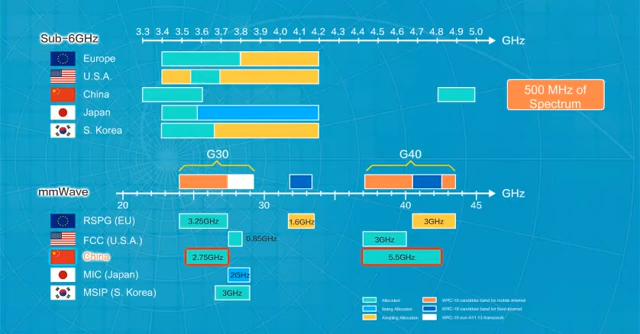 3.3 3.4 3.5 3.6 3.7 3.8 3.9 4.0 4.1 4.2 4.3 4.4 4.5 4.6 4.7 4.8 4.9 5.0
Sub-6GHz
GHz
Europe
U.S.A.
China
500 MHz of
Spectrum
Japan
S. Korea
G30 G40
mmWave
GHz
20 30 40 45
RSPG (EU) 3.25GHz 1.6GHz 3GHz
FCC (U.S.A.) 0.85GHz 3GHz
China 2.75GHz 5.5GHz
MIC (Japan) 2GHz
MSIP (S. Korea) 3GHz
Allocation